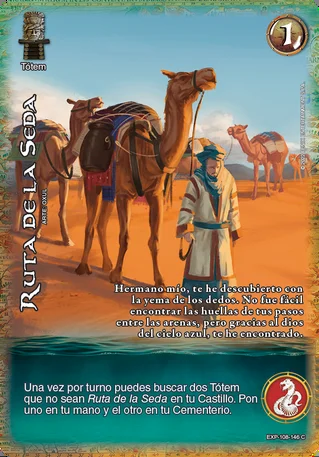 Tótem
1
RUTA DE LA SEDA
ARTE: OXUL
Hermano mío, te he descubierto con
la yema de los dedos. No fue fácil
encontrar las huellas de tus pasos
entre las arenas, pero gracias al dios
del cielo azul, te he encontrado.
Una vez por turno puedes buscar dos Tótem
que no sean Ruta de la Seda en tu Castillo. Pon
uno en tu mano y el otro en tu Cementerio.
EXP-108-146 C